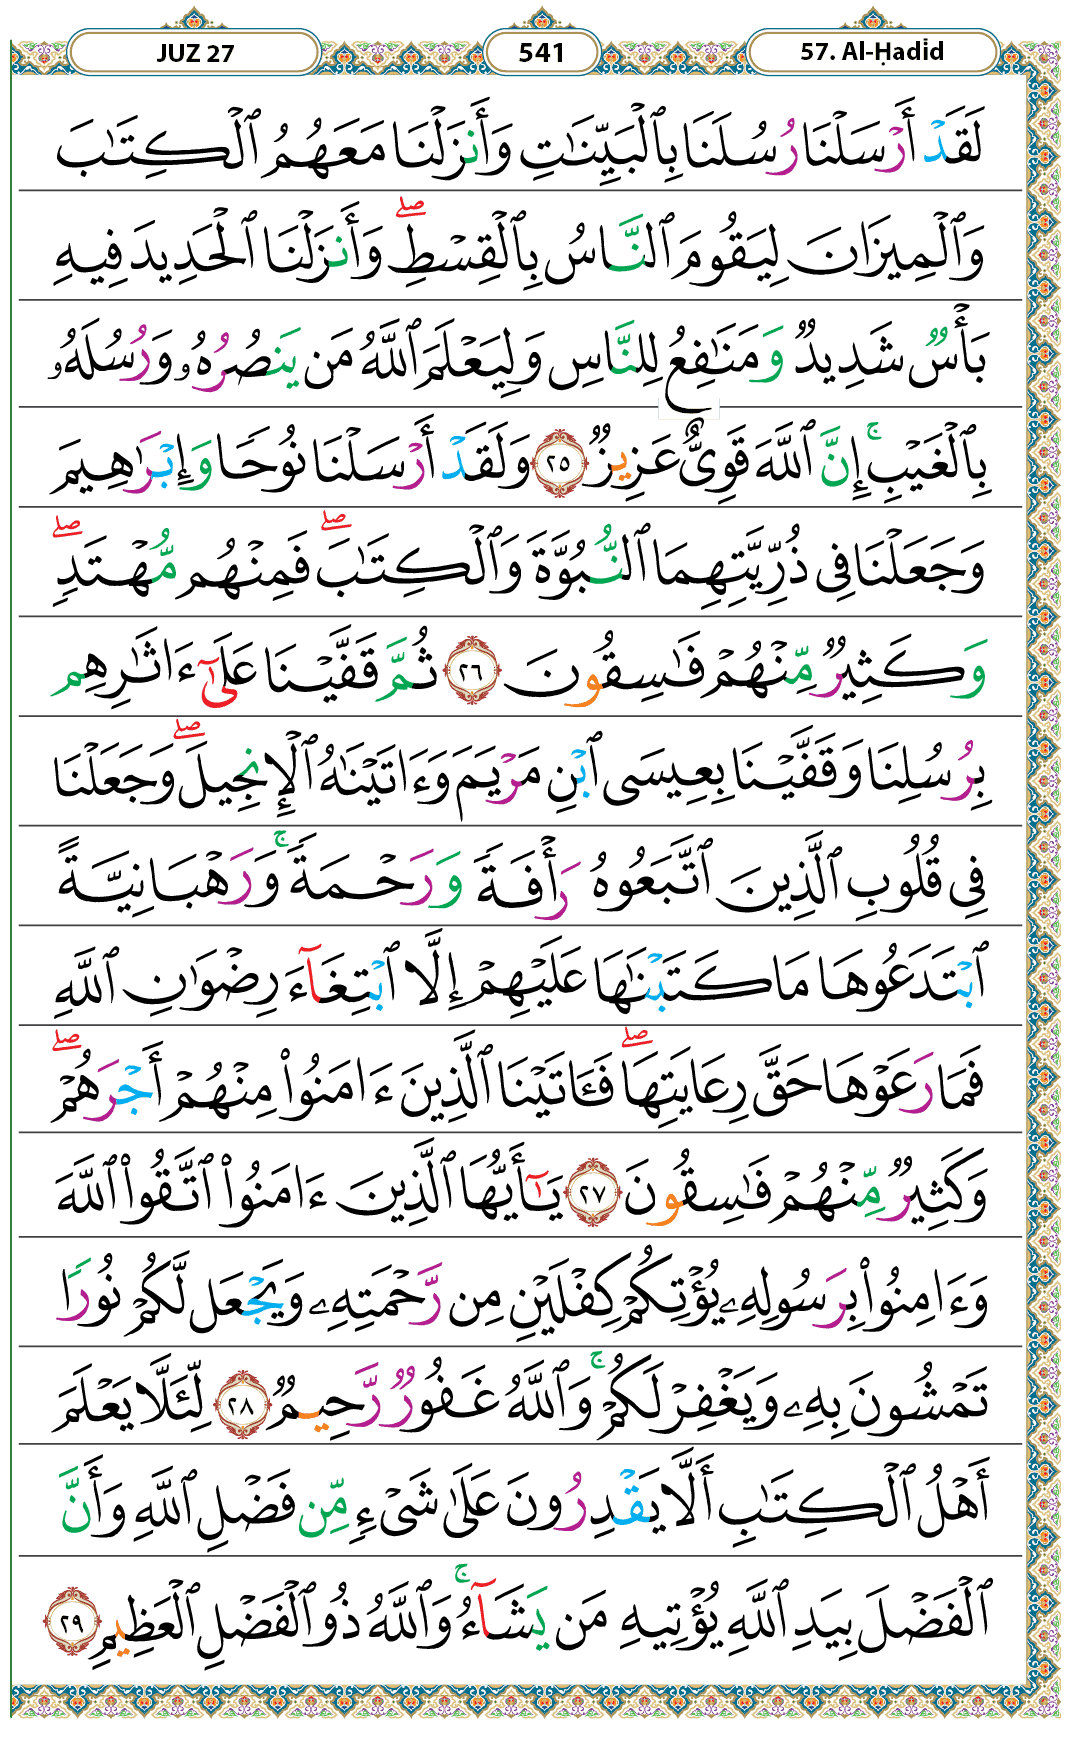 JUZ 27 541 57. Al-Ḥadid
لَقَدْ أَرْسَلْنَا رُسُلَنَا بِٱلْبَيِّنَٰتِ وَأَنزَلْنَا مَعَهُمُ ٱلْكِتَٰبَ
وَٱلْمِيزَانَ لِيَقُومَ ٱلنَّاسُ بِٱلْقِسْطِ ۖ وَأَنزَلْنَا ٱلْحَدِيدَ فِيهِ
بَأْسٌ شَدِيدٌ وَمَنَٰفِعُ لِلنَّاسِ وَلِيَعْلَمَ ٱللَّهُ مَن يَنصُرُهُۥ وَرُسُلَهُۥ
بِٱلْغَيْبِ ۚ إِنَّ ٱللَّهَ قَوِىٌّ عَزِيزٌ ٢٥ وَلَقَدْ أَرْسَلْنَا نُوحًا وَإِبْرَٰهِيمَ
وَجَعَلْنَا فِى ذُرِّيَّتِهِمَا ٱلنُّبُوَّةَ وَٱلْكِتَٰبَ ۖ فَمِنْهُم مُّهْتَدٍ ۖ
وَكَثِيرٌ مِّنْهُمْ فَٰسِقُونَ ٢٦ ثُمَّ قَفَّيْنَا عَلَىٰٓ ءَاثَٰرِهِم
بِرُسُلِنَا وَقَفَّيْنَا بِعِيسَى ٱبْنِ مَرْيَمَ وَءَاتَيْنَٰهُ ٱلْإِنجِيلَ ۖ وَجَعَلْنَا
فِى قُلُوبِ ٱلَّذِينَ ٱتَّبَعُوهُ رَأْفَةً وَرَحْمَةً ۚ وَرَهْبَانِيَّةً
ٱبْتَدَعُوهَا مَا كَتَبْنَٰهَا عَلَيْهِمْ إِلَّا ٱبْتِغَآءَ رِضْوَٰنِ ٱللَّهِ
فَمَا رَعَوْهَا حَقَّ رِعَايَتِهَا ۖ فَـَٔاتَيْنَا ٱلَّذِينَ ءَامَنُوا۟ مِنْهُمْ أَجْرَهُمْ ۖ
وَكَثِيرٌ مِّنْهُمْ فَٰسِقُونَ ٢٧ يَٰٓأَيُّهَا ٱلَّذِينَ ءَامَنُوا۟ ٱتَّقُوا۟ ٱللَّهَ
وَءَامِنُوا۟ بِرَسُولِهِۦ يُؤْتِكُمْ كِفْلَيْنِ مِن رَّحْمَتِهِۦ وَيَجْعَل لَّكُمْ نُورًا
تَمْشُونَ بِهِۦ وَيَغْفِرْ لَكُمْ ۚ وَٱللَّهُ غَفُورٌ رَّحِيمٌ ٢٨ لِّئَلَّا يَعْلَمَ
أَهْلُ ٱلْكِتَٰبِ أَلَّا يَقْدِرُونَ عَلَىٰ شَىْءٍ مِّن فَضْلِ ٱللَّهِ وَأَنَّ
ٱلْفَضْلَ بِيَدِ ٱللَّهِ يُؤْتِيهِ مَن يَشَآءُ ۚ وَٱللَّهُ ذُو ٱلْفَضْلِ ٱلْعَظِيمِ ٢٩